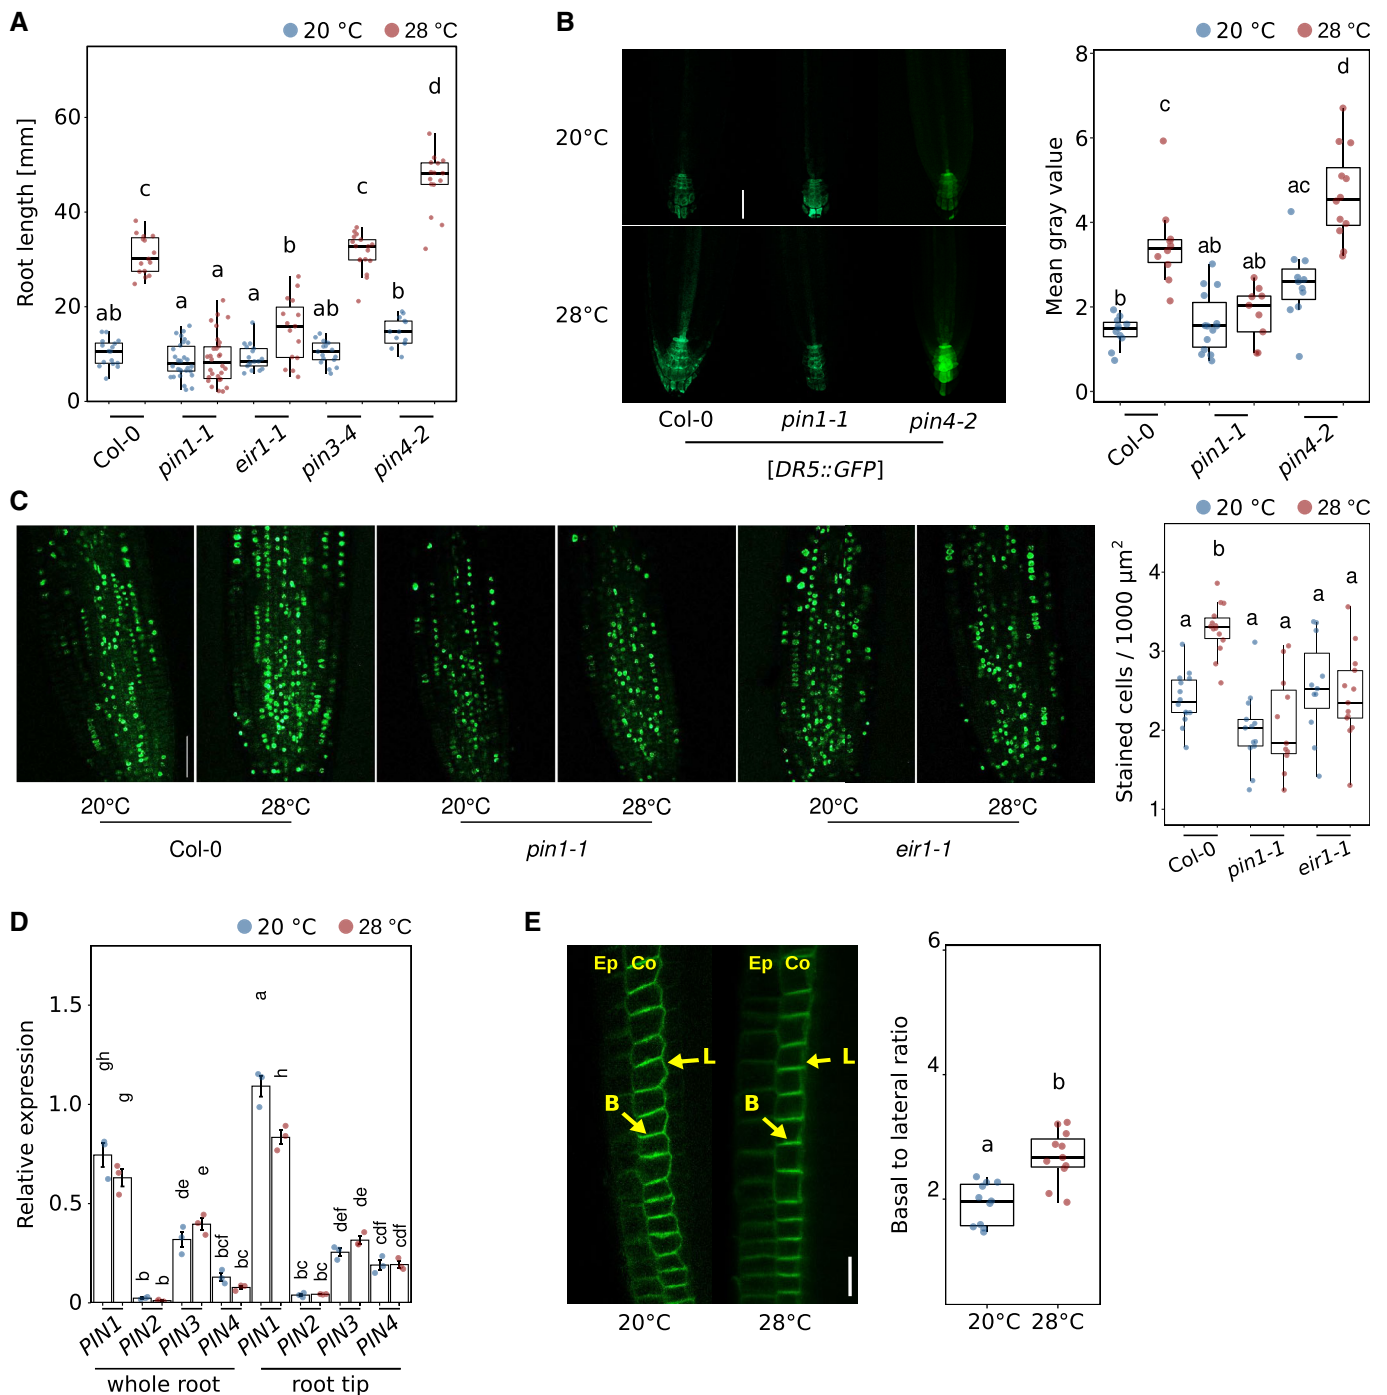 A
20 °C 28 °C
Root length [mm]
60
40
20
0
ab c a a a b ab c b d
Col-0 pin1-1 eir1-1 pin3-4 pin4-2
B
20°C
28°C
Col-0 pin1-1 pin4-2
[DR5::GFP]
20 °C 28 °C
Mean gray value
8
6
4
2
0
b c ab ab ac d
Col-0 pin1-1 pin4-2
C
20°C 28°C 20°C 28°C 20°C 28°C
Col-0 pin1-1 eir1-1
20 °C 28 °C
Stained cells / 1000 µm²
4
3
2
1
a b a a a a
Col-0 pin1-1 eir1-1
D
20 °C 28 °C
Relative expression
1.5
1.0
0.5
0
gh g b b de e bcf bc a h bc bc def de cdf cdf
PIN1 PIN2 PIN3 PIN4 PIN1 PIN2 PIN3 PIN4
whole root root tip
E
Ep Co Ep Co
L L
B B
20°C 28°C
Basal to lateral ratio
6
4
2
a b
20°C 28°C